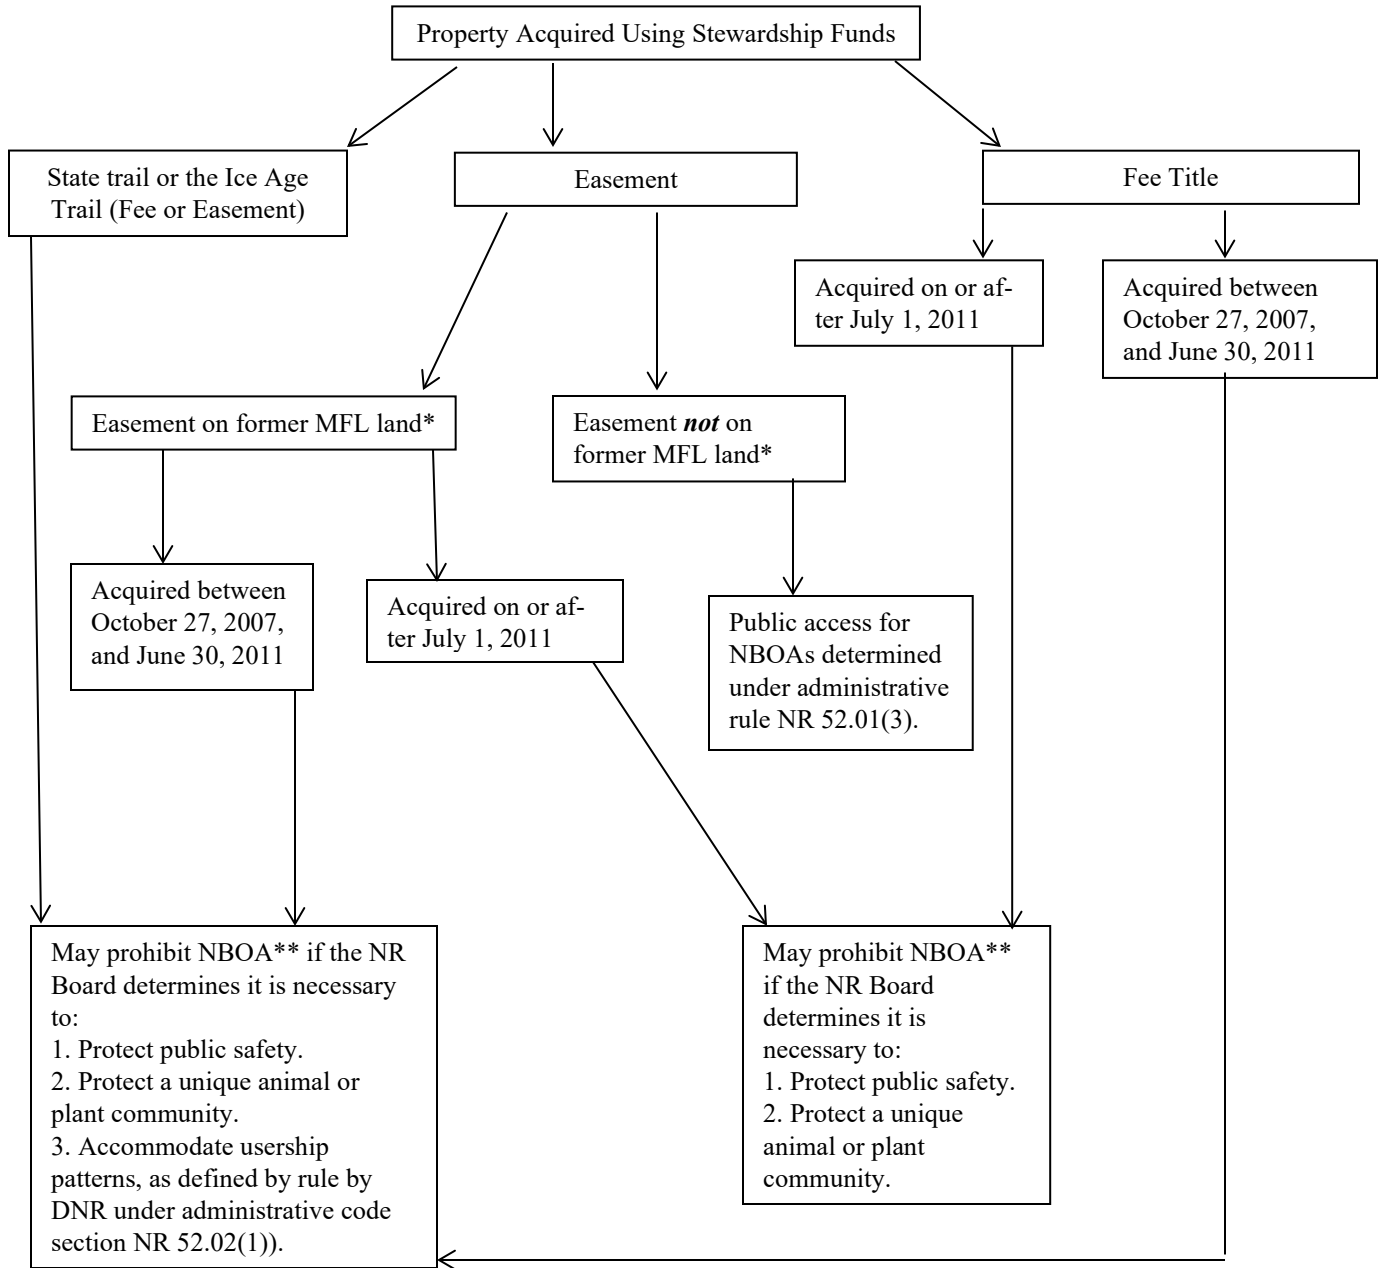 Property Acquired Using Stewardship Funds
State trail or the Ice Age
Trail (Fee or Easement)
Easement
Fee Title
Acquired on or af-
ter July 1, 2011
Acquired between
October 27, 2007,
and June 30, 2011
Easement on former MFL land*
Easement not on
former MFL land*
Acquired between
October 27, 2007,
and June 30, 2011
Acquired on or af-
ter July 1, 2011
Public access for
NBOAs determined
under administrative
rule NR 52.01(3).
May prohibit NBOA** if the NR
Board determines it is necessary
to:
1. Protect public safety.
2. Protect a unique animal or
plant community.
3. Accommodate usership
patterns, as defined by rule by
DNR under administrative code
section NR 52.02(1)).
May prohibit NBOA**
if the NR Board
determines it is
necessary to:
1. Protect public safety.
2. Protect a unique
animal or plant
community.